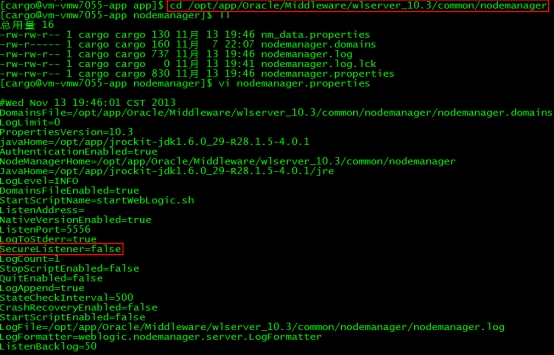 [cargo@vm-vmw7055-app app]$ cd /opt/app/Oracle/Middleware/wlserver_10.3/common/nodemanager
[cargo@vm-vmw7055-app nodemanager]$ ll
总用量 16
-rw-rw-r-- 1 cargo cargo 130 11月 13 19:46 nm_data.properties
-rw-r----- 1 cargo cargo 160 11月 7 22:07 nodemanager.domains
-rw-rw-r-- 1 cargo cargo 737 11月 13 19:46 nodemanager.log
-rw-rw-r-- 1 cargo cargo 0 11月 13 19:41 nodemanager.log.lck
-rw-rw-r-- 1 cargo cargo 830 11月 13 19:46 nodemanager.properties
[cargo@vm-vmw7055-app nodemanager]$ vi nodemanager.properties
#Wed Nov 13 19:46:01 CST 2013
DomainsFile=/opt/app/Oracle/Middleware/wlserver_10.3/common/nodemanager/nodemanager.domains
LogLimit=0
PropertiesVersion=10.3
javaHome=/opt/app/jrockit-jdk1.6.0_29-R28.1.5-4.0.1
AuthenticationEnabled=true
NodeManagerHome=/opt/app/Oracle/Middleware/wlserver_10.3/common/nodemanager
JavaHome=/opt/app/jrockit-jdk1.6.0_29-R28.1.5-4.0.1/jre
LogLevel=INFO
DomainsFileEnabled=true
StartScriptName=startWebLogic.sh
ListenAddress=
NativeVersionEnabled=true
ListenPort=5556
LogToStderr=true
SecureListener=false
LogCount=1
StopScriptEnabled=false
QuitEnabled=false
LogAppend=true
StateCheckInterval=500
CrashRecoveryEnabled=false
StartScriptEnabled=false
LogFile=/opt/app/Oracle/Middleware/wlserver_10.3/common/nodemanager/nodemanager.log
LogFormatter=weblogic.nodemanager.server.LogFormatter
ListenBacklog=50